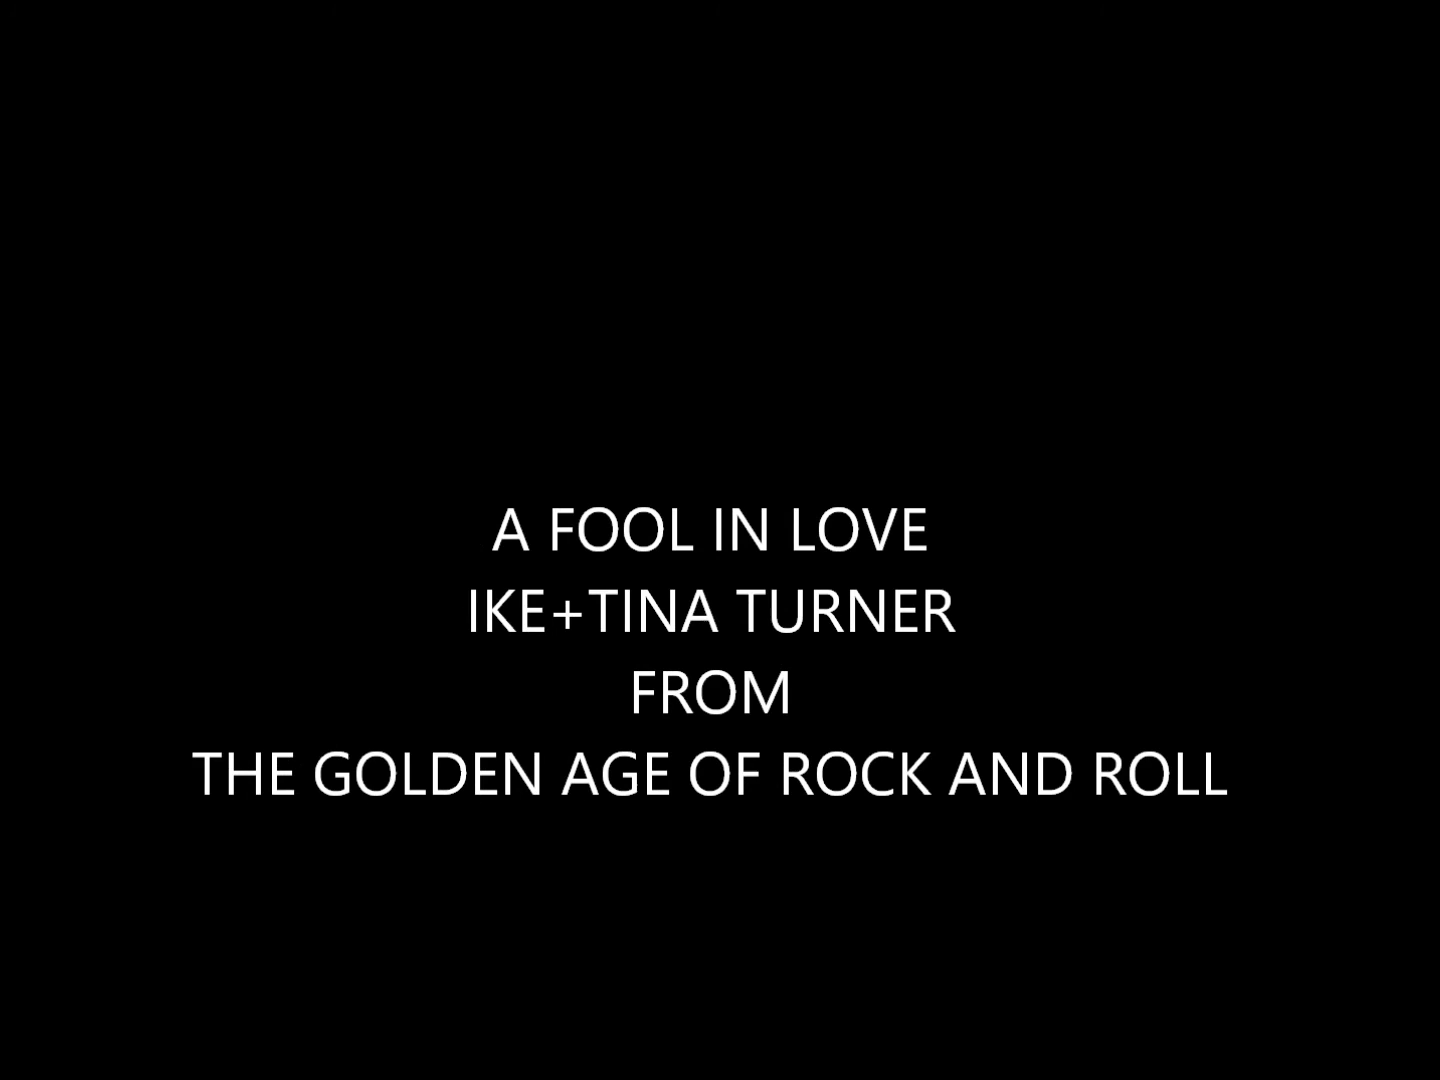 A FOOL IN LOVE
IKE+TINA TURNER
FROM
THE GOLDEN AGE OF ROCK AND ROLL